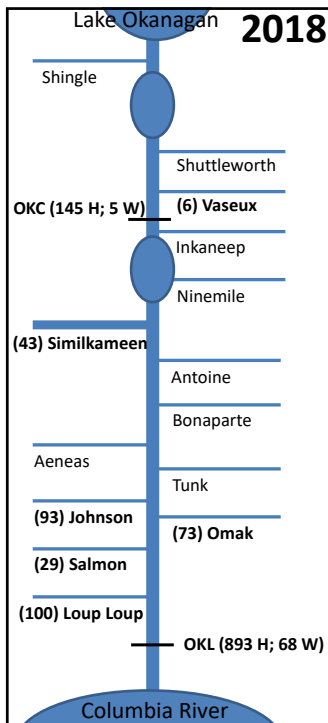 Lake Okanagan
2018
Shingle
Shuttleworth
OKC (145 H; 5 W)
(6) Vaseux
Inkaneep
Ninemile
(43) Similkameen
Antoine
Bonaparte
Aeneas
Tunk
(93) Johnson
(73) Omak
(29) Salmon
(100) Loup Loup
OKL (893 H; 68 W)
Columbia River